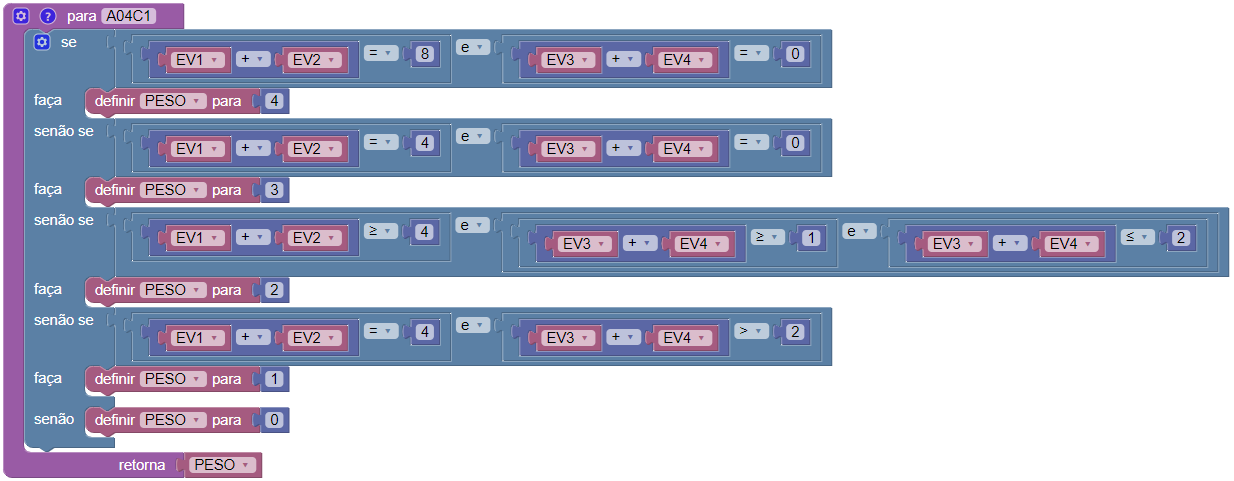 ? para A04C1
se EV1 + EV2 = 8 e EV3 + EV4 = 0
faça definir PESO para 4
senão se EV1 + EV2 = 4 e EV3 + EV4 = 0
faça definir PESO para 3
senão se EV1 + EV2 ≥ 4 e EV3 + EV4 ≥ 1 e EV3 + EV4 ≤ 2
faça definir PESO para 2
senão se EV1 + EV2 = 4 e EV3 + EV4 > 2
faça definir PESO para 1
senão definir PESO para 0
retorna PESO